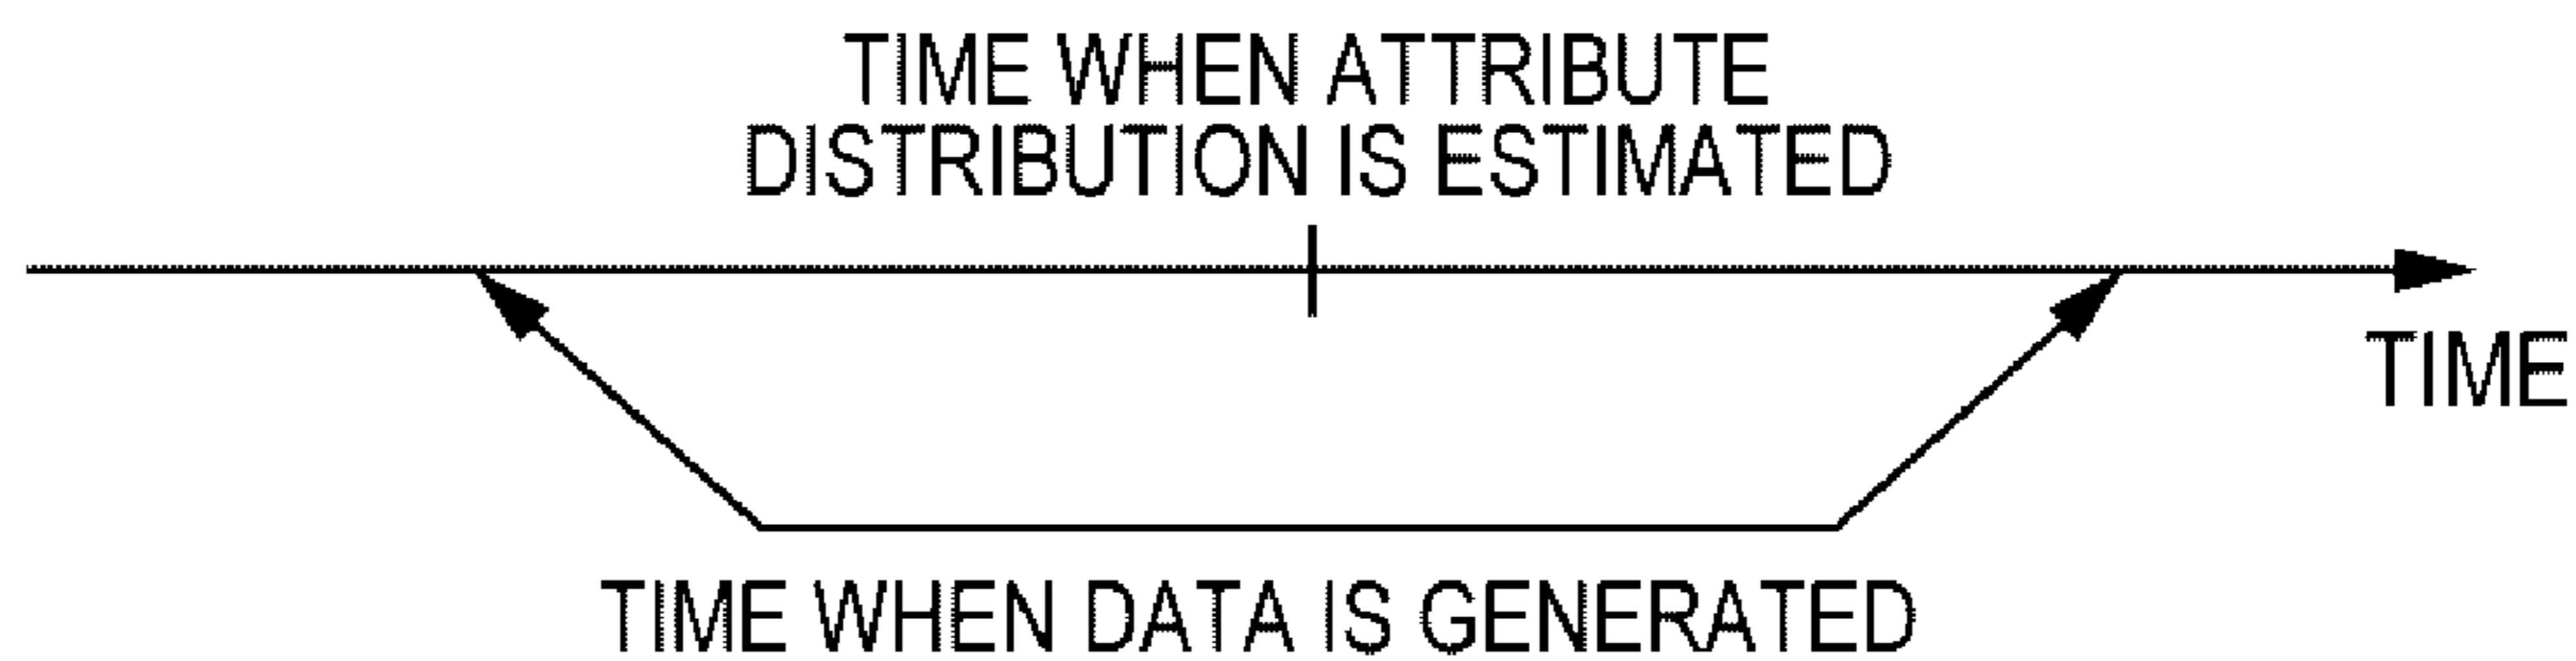 TIME WHEN ATTRIBUTE
DISTRIBUTION IS ESTIMATED
TIME
TIME WHEN DATA IS GENERATED